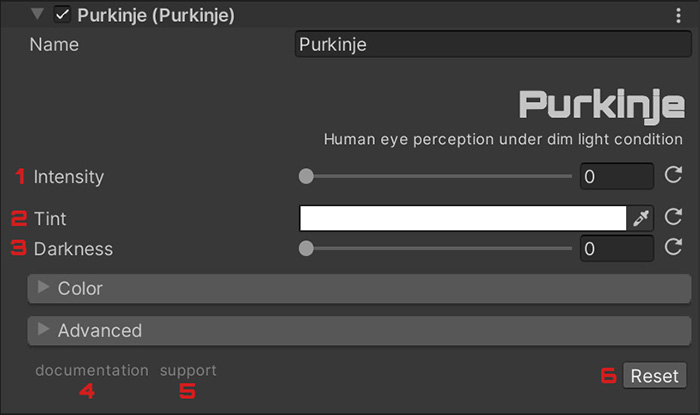 Purkinje (Purkinje)
Name Purkinje
Purkinje
Human eye perception under dim light condition
1 Intensity 0
2 Tint
3 Darkness 0
Color
Advanced
documentation support
4 5 6 Reset